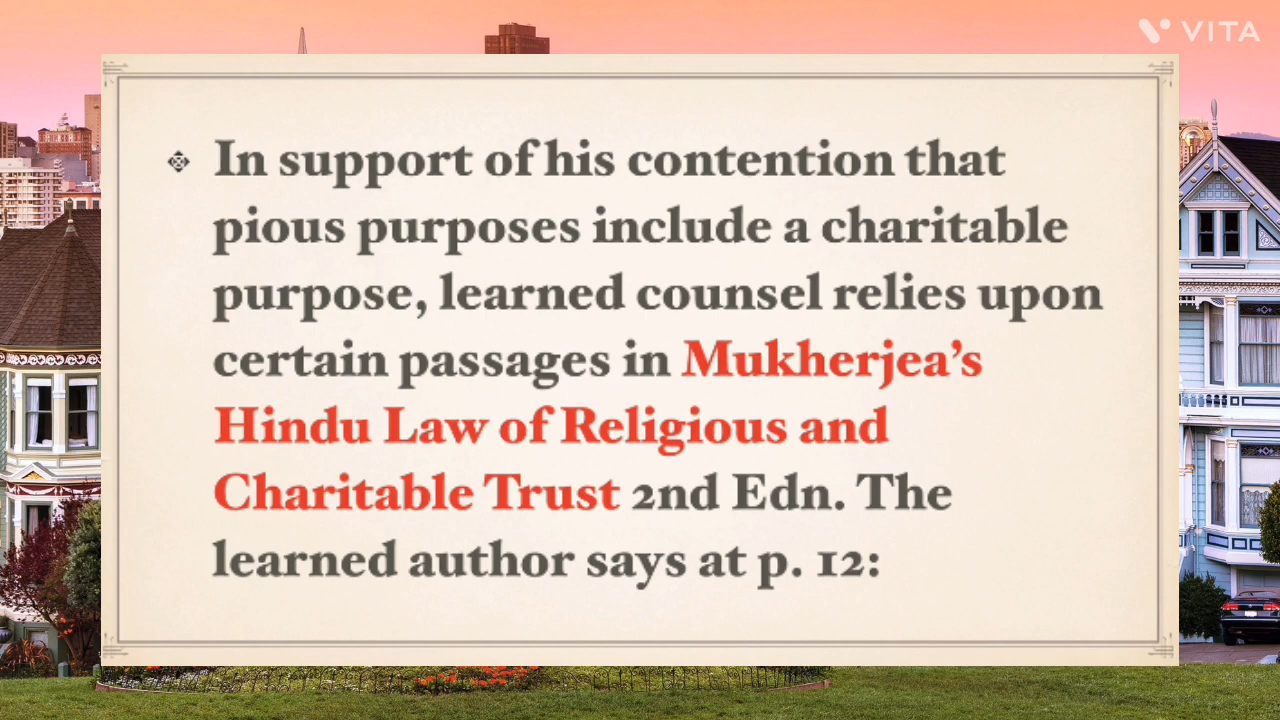 VITA
In support of his contention that
pious purposes include a charitable
purpose, learned counsel relies upon
certain passages in Mukherjea’s
Hindu Law of Religious and
Charitable Trust 2nd Edn. The
learned author says at p. 12: